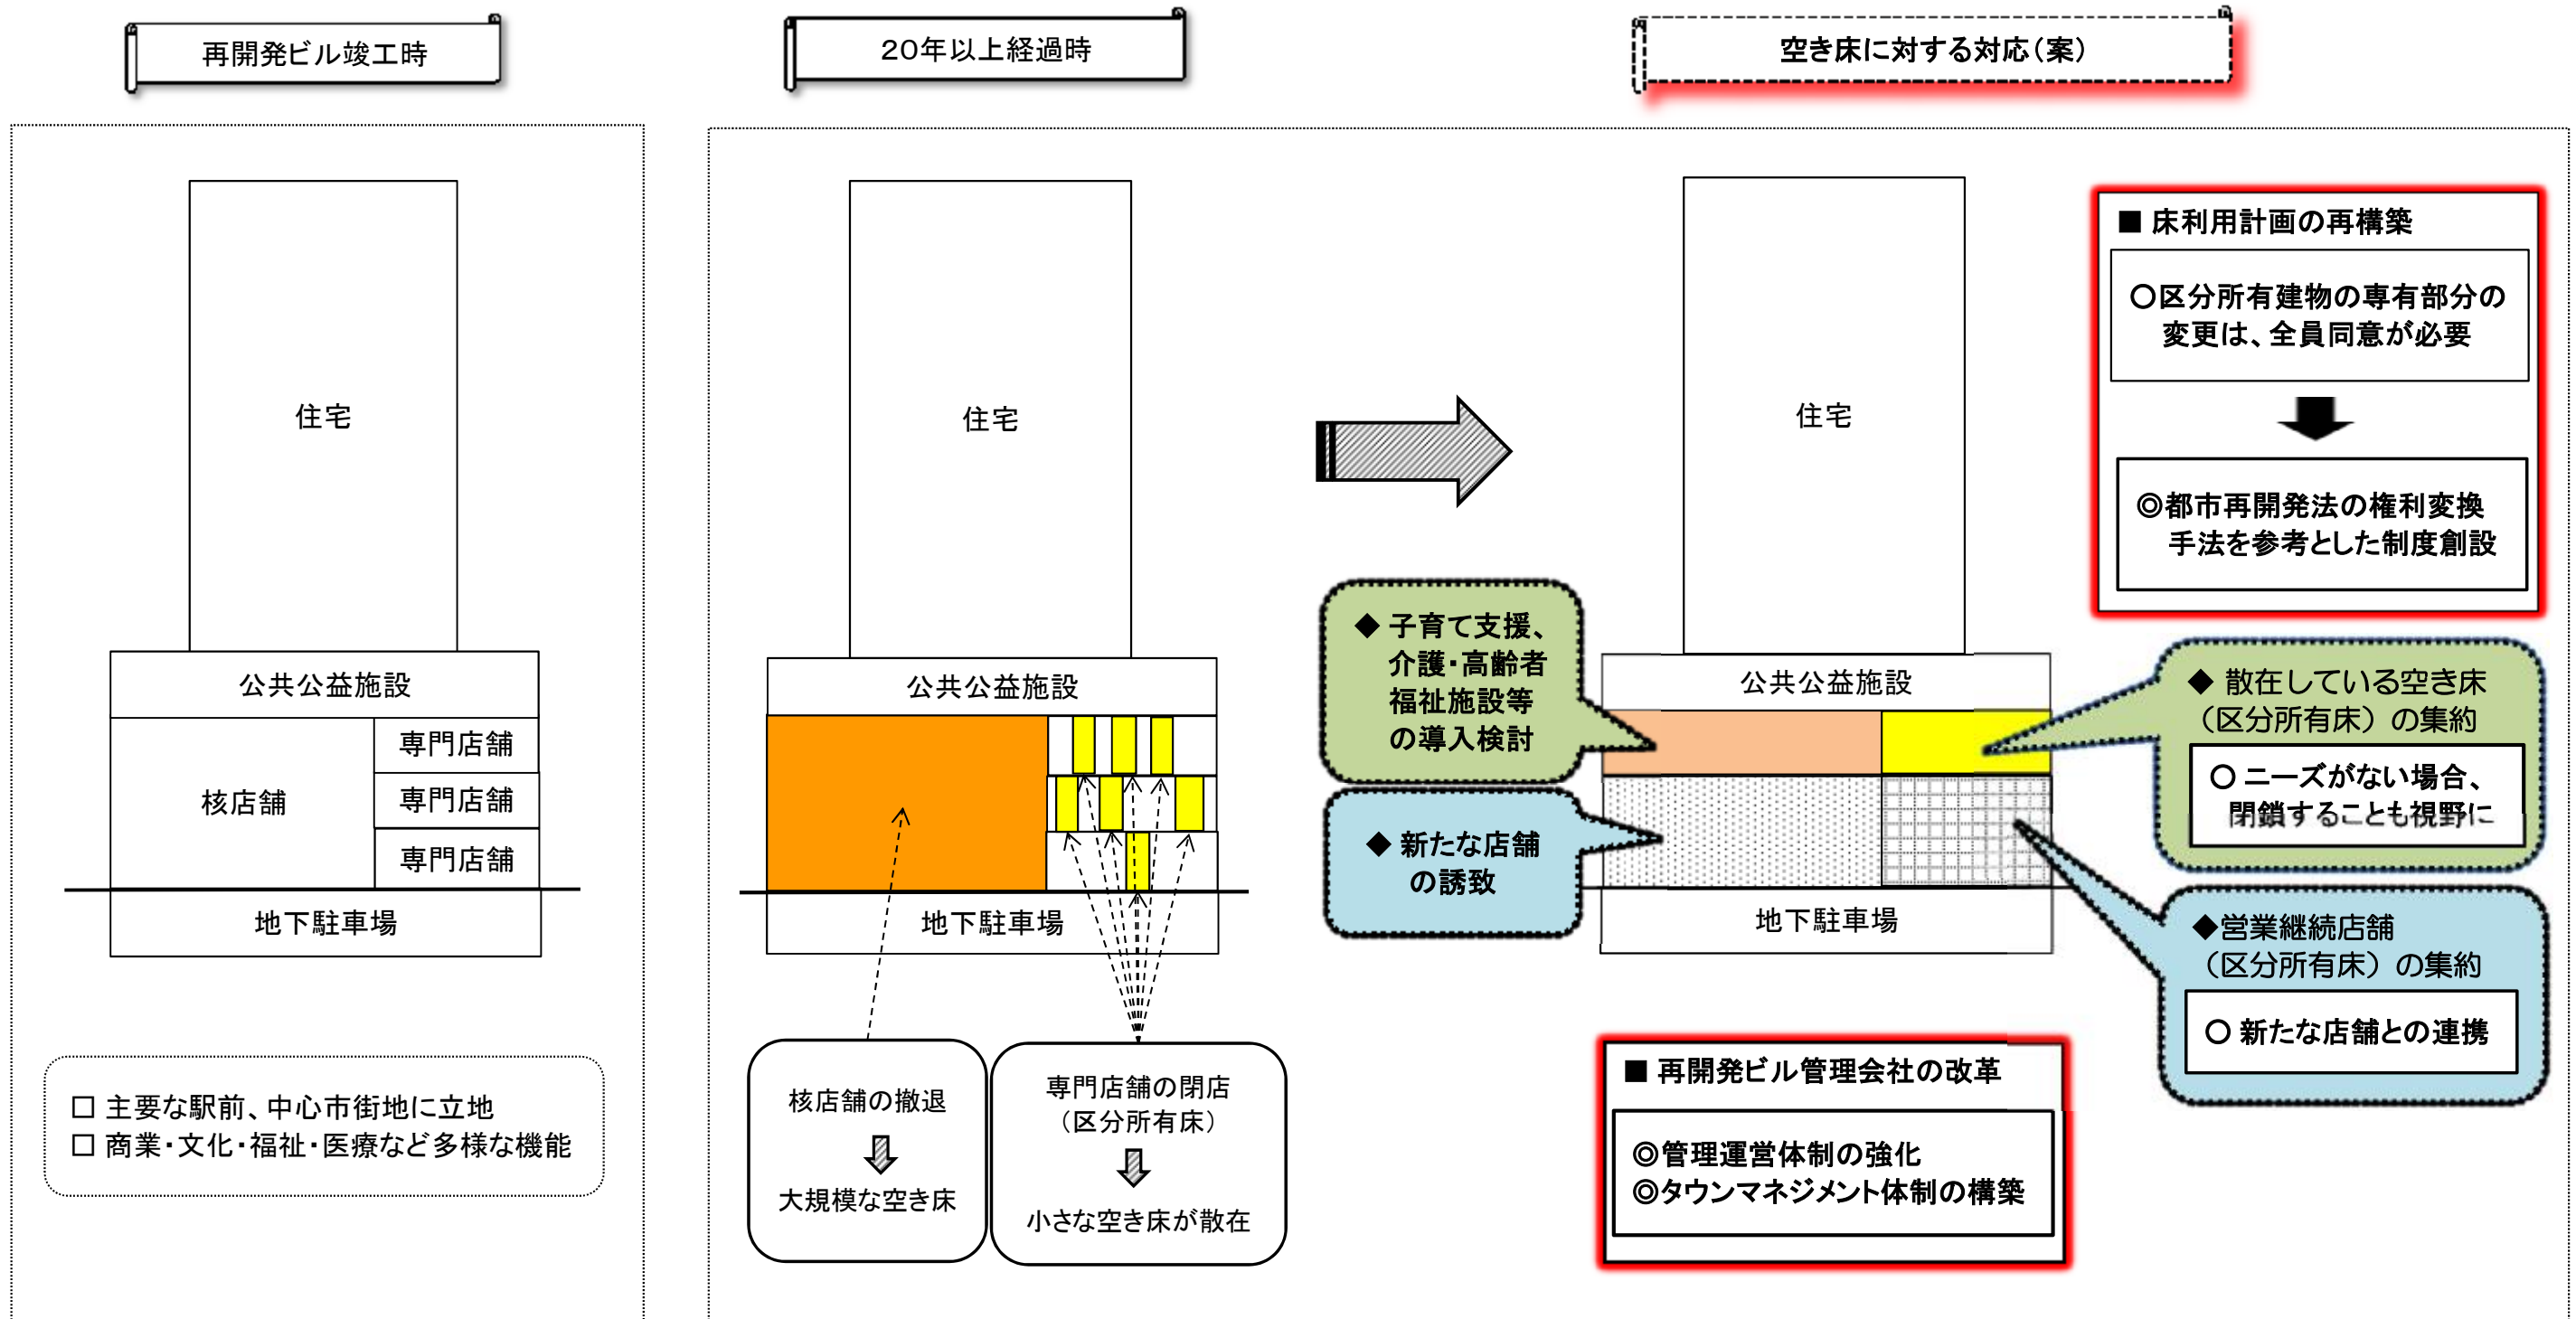 再開発ビル竣工時
20年以上経過時
空き床に対する対応（案）
住宅
公共公益施設
核店舗
専門店舗
専門店舗
専門店舗
地下駐車場
□ 主要な駅前、中心市街地に立地
□ 商業・文化・福祉・医療など多様な機能
住宅
公共公益施設
地下駐車場
核店舗の撤退
大規模な空き床
専門店舗の閉店
（区分所有床）
小さな空き床が散在
住宅
公共公益施設
地下駐車場
◆ 子育て支援、
介護・高齢者
福祉施設等
の導入検討
◆ 新たな店舗
の誘致
■ 床利用計画の再構築
○区分所有建物の専有部分の
変更は、全員同意が必要
◎都市再開発法の権利変換
手法を参考とした制度創設
◆ 散在している空き床
（区分所有床）の集約
○ ニーズがない場合、
閉鎖することも視野に
◆営業継続店舗
（区分所有床）の集約
○ 新たな店舗との連携
■ 再開発ビル管理会社の改革
◎管理運営体制の強化
◎タウンマネジメント体制の構築